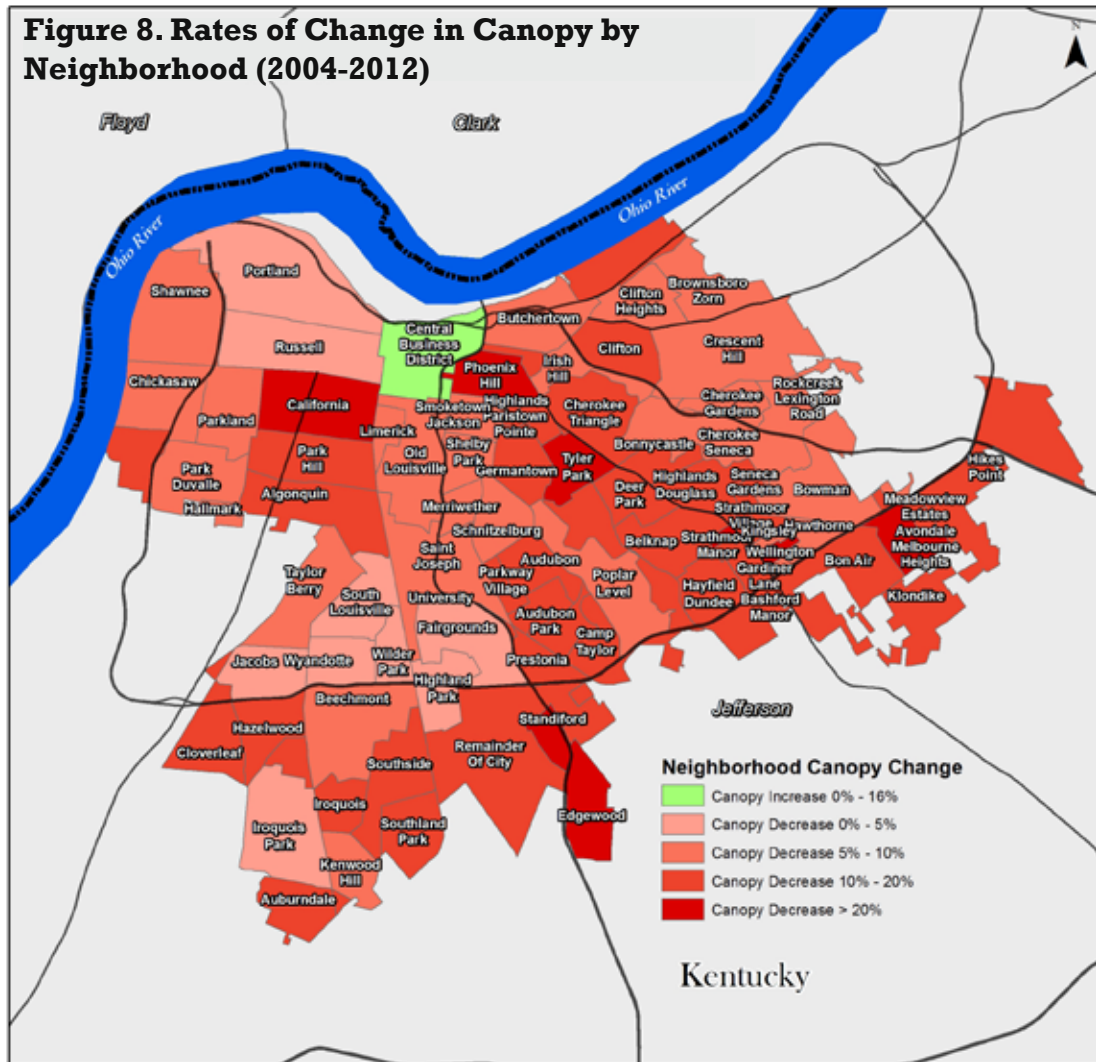 Figure 8. Rates of Change in Canopy by
Neighborhood (2004-2012)
N
Floyd
Clark
Ohio River
Ohio River
Portland
Shawnee
Russell
Central
Business
District
Butchertown
Clifton
Heights
Brownsboro
Zorn
Clifton
Crescent
Hill
Irish
Hill
Phoenix
Hill
Chickasaw
California
Parkland
Limerick
Smoketown
Jackson
Highlands
Paristown
Pointe
Cherokee
Triangle
Cherokee
Gardens
Rockcreek
Lexington
Road
Shelby
Park
Old
Louisville
Germantown
Tyler
Park
Bonnycastle
Cherokee
Seneca
Park
Duvalle
Park
Hill
Algonquin
Hallmark
Merriwether
Schnitzelburg
Deer
Park
Highlands
Douglass
Seneca
Gardens
Bowman
Hikes
Point
Strathmoor
Village
Kingsley
Hawthorne
Meadowview
Estates
Avondale
Melbourne
Heights
Belknap
Strathmoor
Manor
Wellington
Gardiner
Lane
Bashford
Manor
Bon Air
Klondike
Taylor
Berry
Saint
Joseph
Audubon
Parkway
Village
Poplar
Level
Hayfield
Dundee
South
Louisville
University
Audubon
Park
Fairgrounds
Camp
Taylor
Jacobs
Wyandotte
Wilder
Park
Prestonia
Highland
Park
Beechmont
Hazelwood
Cloverleaf
Standiford
Remainder
Of City
Southside
Jefferson
Iroquois
Iroquois
Park
Southland
Park
Edgewood
Kenwood
Hill
Auburndale
Neighborhood Canopy Change
Canopy Increase 0% - 16%
Canopy Decrease 0% - 5%
Canopy Decrease 5% - 10%
Canopy Decrease 10% - 20%
Canopy Decrease > 20%
Kentucky